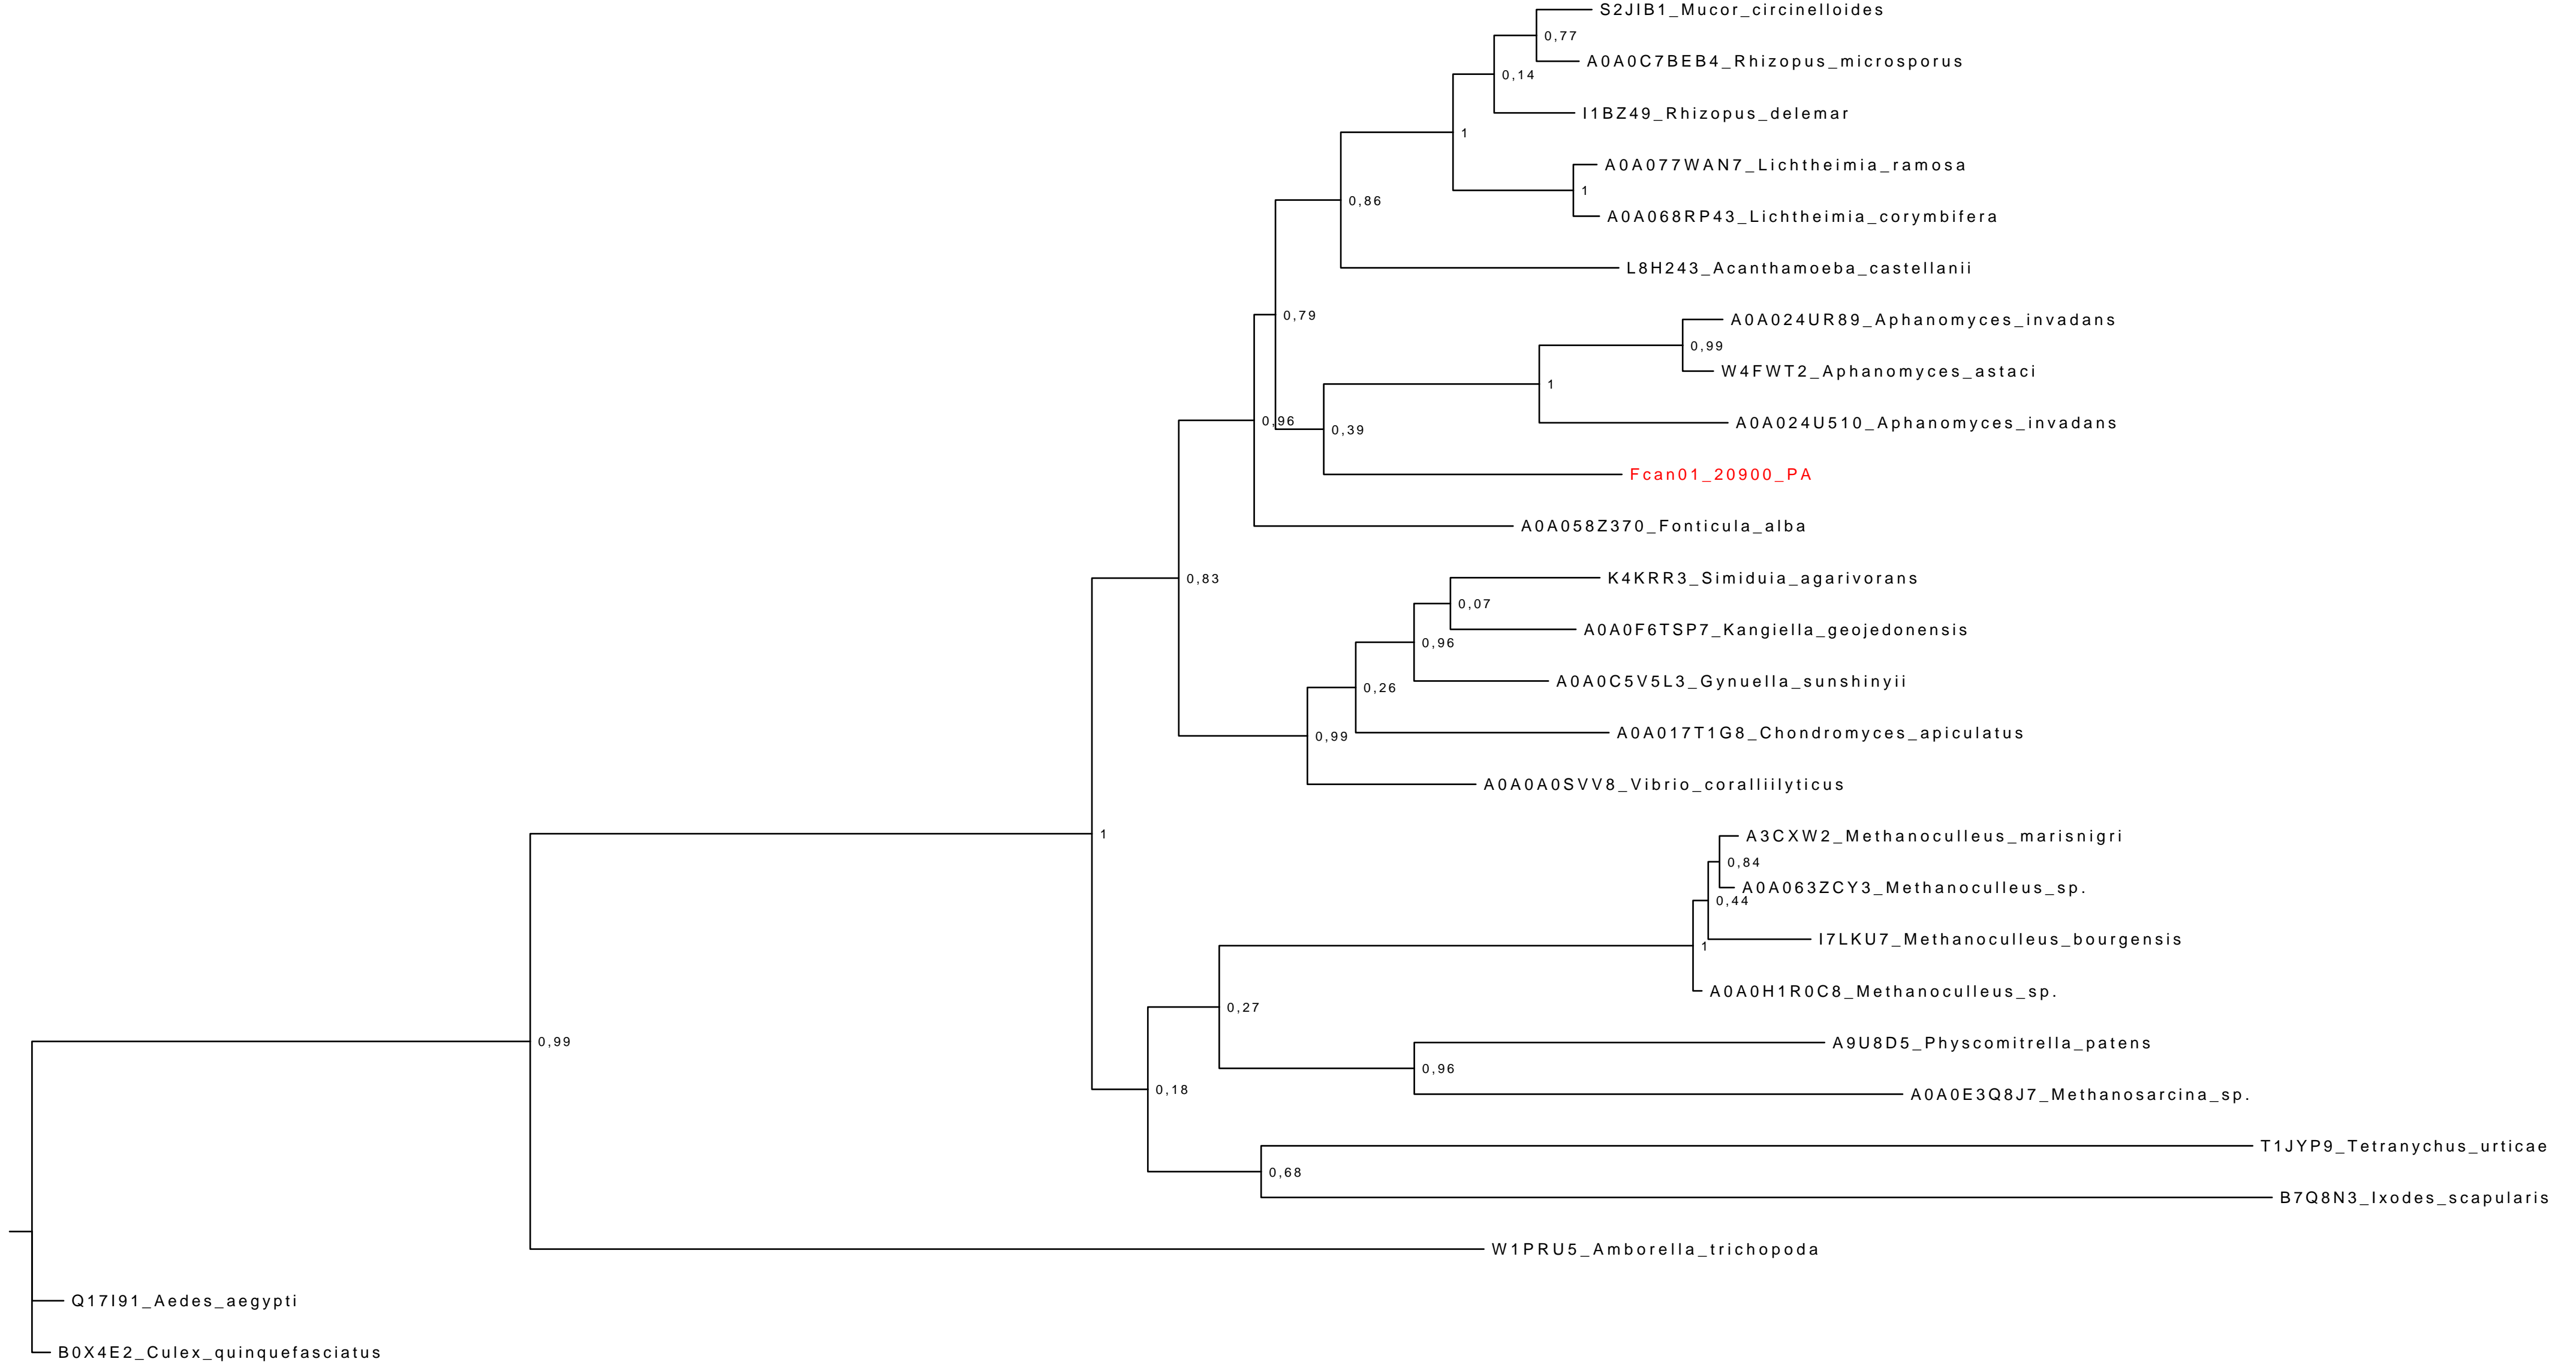 S2JIB1_Mucor_circinelloides
0,77
A0A0C7BEB4_Rhizopus_microsporus
0,14
I1BZ49_Rhizopus_delemar
1
A0A077WAN7_Lichtheimia_ramosa
1
A0A068RP43_Lichtheimia_corymbifera
0,86
L8H243_Acanthamoeba_castellanii
0,79
A0A024UR89_Aphanomyces_invadans
0,99
W4FWT2_Aphanomyces_astaci
1
A0A024U510_Aphanomyces_invadans
0,96
0,39
Fcan01_20900_PA
A0A058Z370_Fonticula_alba
0,83
K4KRR3_Simiduia_agarivorans
0,07
A0A0F6TSP7_Kangiella_geojedonensis
0,96
A0A0C5V5L3_Gynuella_sunshinyii
0,26
A0A017T1G8_Chondromyces_apiculatus
0,99
A0A0A0SVV8_Vibrio_coralliilyticus
1
A3CXW2_Methanoculleus_marisnigri
0,84
A0A063ZCY3_Methanoculleus_sp.
0,44
I7LKU7_Methanoculleus_bourgensis
1
A0A0H1R0C8_Methanoculleus_sp.
0,27
A9U8D5_Physcomitrella_patens
0,99
0,96
0,18
A0A0E3Q8J7_Methanosarcina_sp.
T1JYP9_Tetranychus_urticae
0,68
B7Q8N3_Ixodes_scapularis
W1PRU5_Amborella_trichopoda
Q17I91_Aedes_aegypti
B0X4E2_Culex_quinquefasciatus